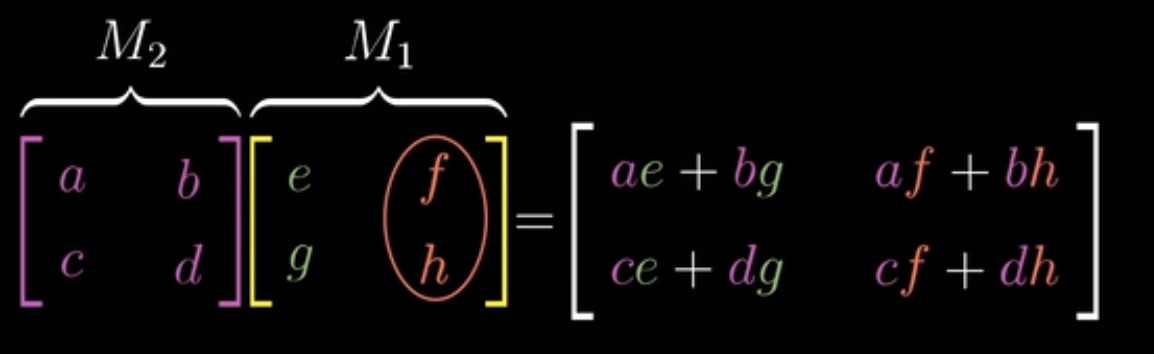 M₂ M₁
[a b] [e f] = [ae + bg af + bh]
[c d] [g h] [ce + dg cf + dh]